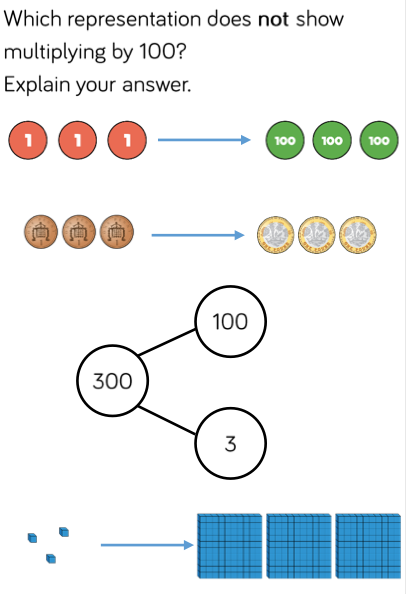 Which representation does not show
multiplying by 100?
Explain your answer.
1 1 1 100 100 100
100
300
3